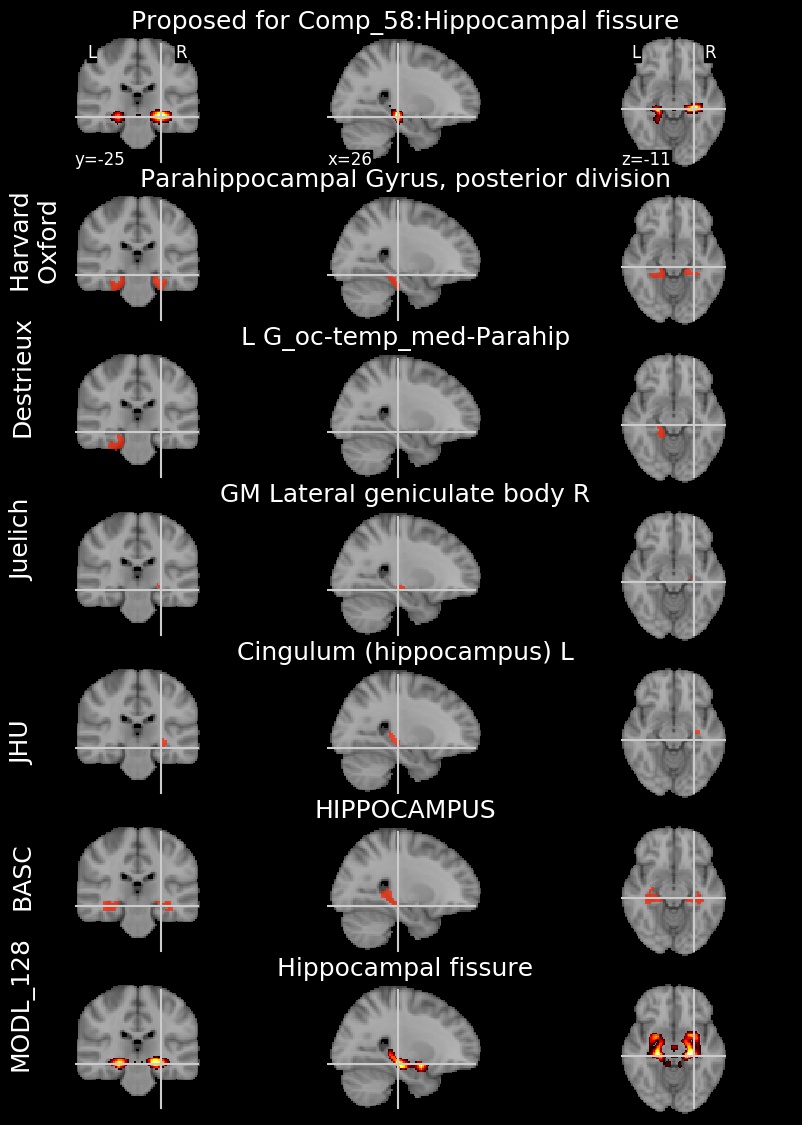 Proposed for Comp_58:Hippocampal fissure
L R L R
y=-25 x=26 z=-11
Parahippocampal Gyrus, posterior division
Harvard
Oxford
L G_oc-temp_med-Parahip
Destrieux
GM Lateral geniculate body R
Juelich
Cingulum (hippocampus) L
JHU
HIPPOCAMPUS
BASC
Hippocampal fissure
MODL_128